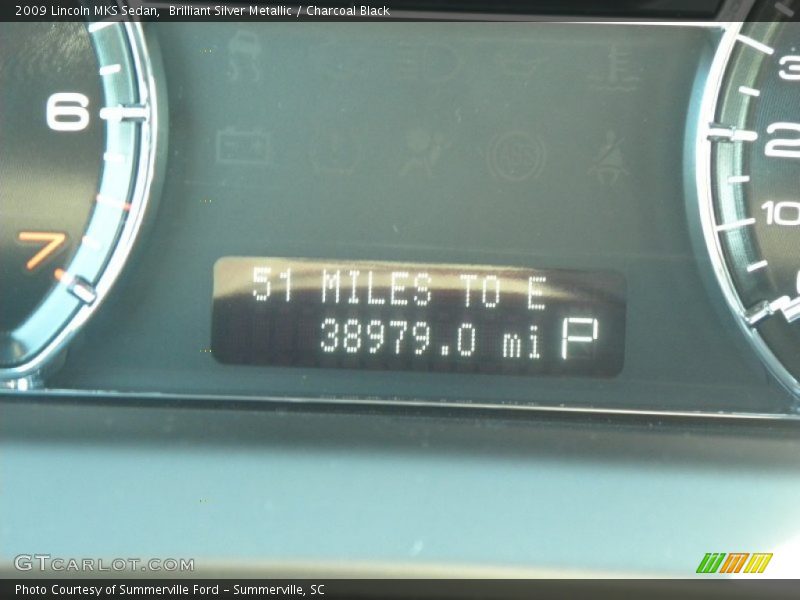 2009 Lincoln MKS Sedan,  Brilliant Silver Metallic / Charcoal Black
6
7
3
2
10
51 MILES TO E
38979.0 mi P
GTCARLOT.COM
Photo Courtesy of Summerville Ford – Summerville, SC